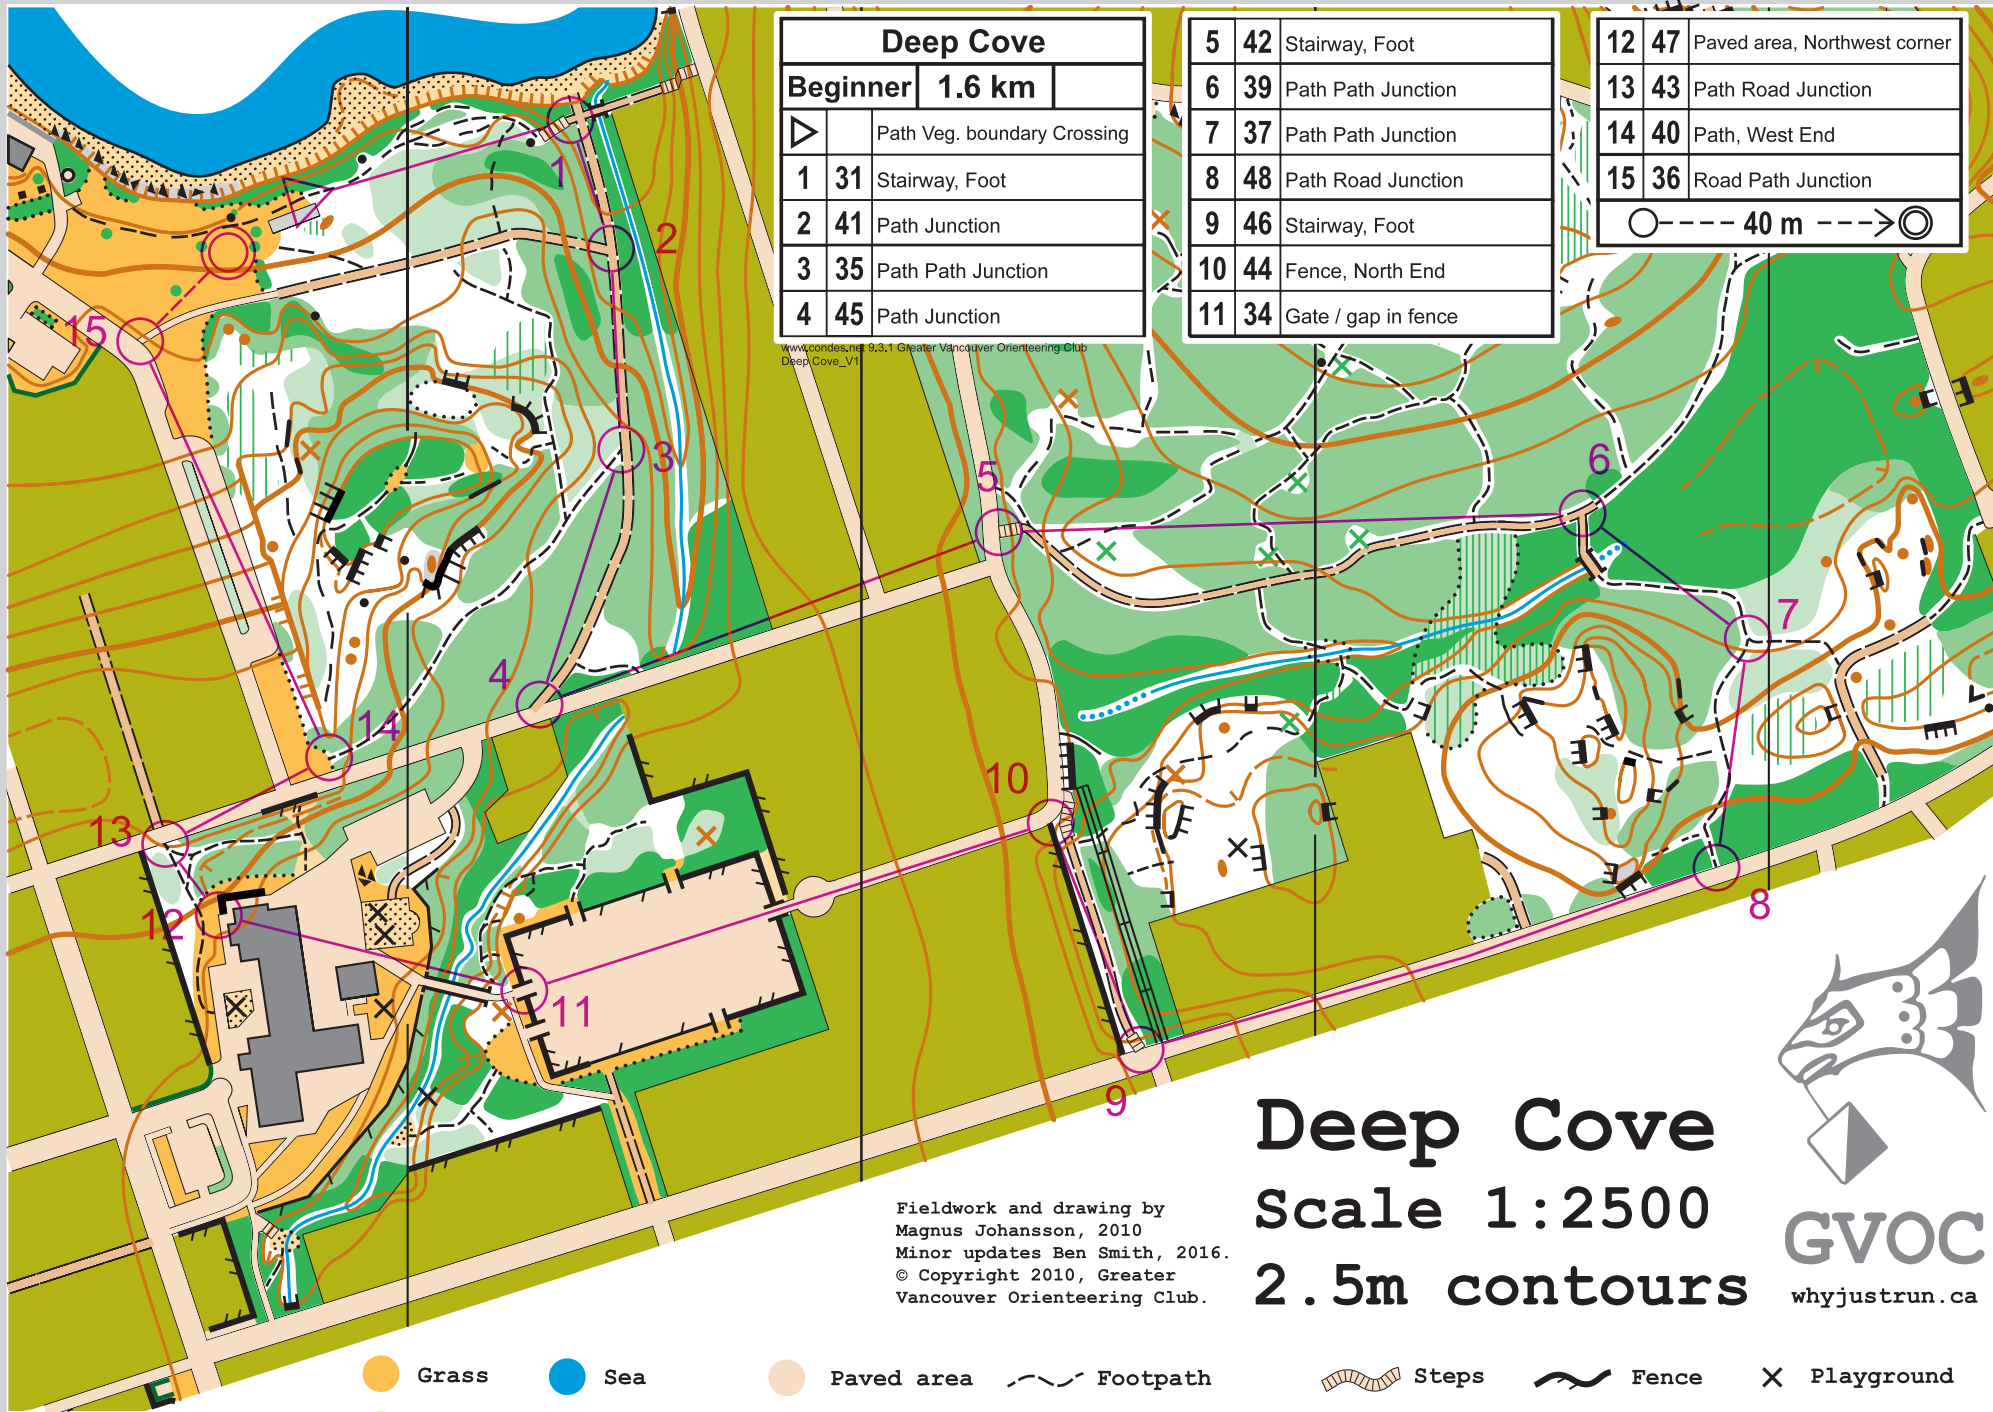 Deep Cove
Beginner 1.6 km
Path Veg. boundary Crossing
1 31 Stairway, Foot
2 41 Path Junction
3 35 Path Path Junction
4 45 Path Junction
5 42 Stairway, Foot
6 39 Path Path Junction
7 37 Path Path Junction
8 48 Path Road Junction
9 46 Stairway, Foot
10 44 Fence, North End
11 34 Gate / gap in fence
12 47 Paved area, Northwest corner
13 43 Path Road Junction
14 40 Path, West End
15 36 Road Path Junction
40 m
www.condes.net 9.3.1 Greater Vancouver Orienteering Club
Deep Cove_V1
1
2
15
3
5
6
7
4
14
10
13
8
12
11
9
Deep Cove
Scale 1:2500
2.5m contours
Fieldwork and drawing by
Magnus Johansson, 2010
Minor updates Ben Smith, 2016.
© Copyright 2010, Greater
Vancouver Orienteering Club.
GVOC
whyjustrun.ca
Grass
Sea
Paved area
Footpath
Steps
Fence
Playground